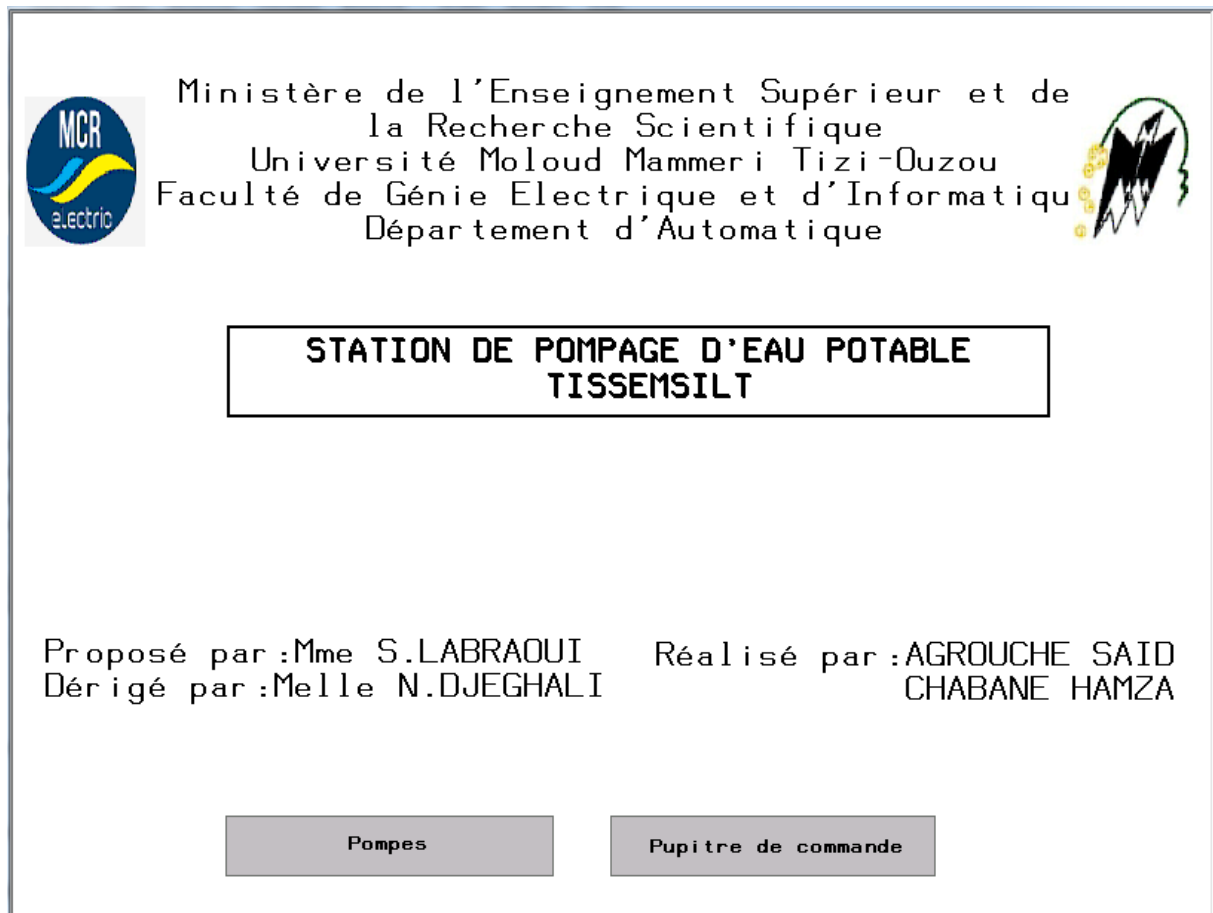 MCR
electric
Ministère de l'Enseignement Supérieur et de
la Recherche Scientifique
Université Moloud Mammeri Tizi-Ouzou
Faculté de Génie Electrique et d'Informatiqu
Département d'Automatique
STATION DE POMPAGE D'EAU POTABLE
TISSEMSILT
Proposé par:Mme S.LABRAOUI
Dérigé par:Melle N.DJEGHALI
Réalisé par:AGROUCHE SAID
CHABANE HAMZA
Pompes
Pupitre de commande